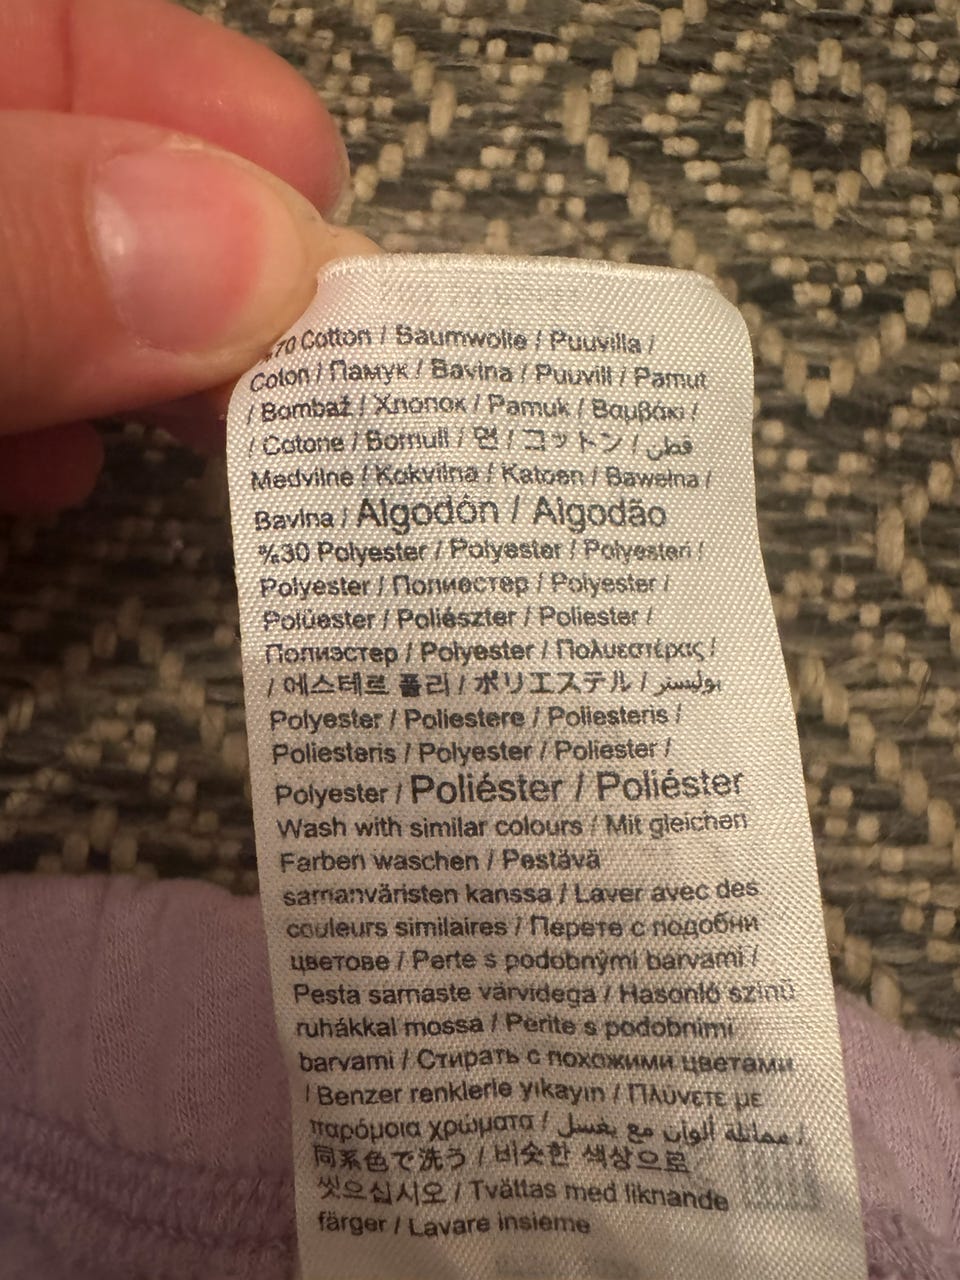 %70 Cotton / Baumwolle / Puuvilla /
Coton / Памук / Bavlna / Puuvill / Pamut
/ Bombaž / Хлопок / Pamuk / Βαμβάκι /
/ Cotone / Bomull / 면 / コットン / قطن
Medvilnė / Kokvilna / Katoen / Bawełna /
Bavlna / Algodón / Algodão
%30 Polyester / Polyester / Polyesteri /
Polyester / Полиестер / Polyester /
Polüester / Poliészter / Poliester /
Полиэстер / Polyester / Πολυεστέρας /
/ 에스테르 폴리 / ポリエステル / بوليستر
Polyester / Poliestere / Poliesteris /
Poliesteris / Polyester / Poliester /
Polyester / Poliéster / Poliéster
Wash with similar colours / Mit gleichen
Farben waschen / Pestävä
samanväristen kanssa / Laver avec des
couleurs similaires / Перете с подобни
цветове / Perte s podobnými barvami /
Pesta samaste värvidega / Hasonló színű
ruhákkal mossa / Perite s podobnimi
barvami / Стирать с похожими цветами
/ Benzer renklerle yıkayın / Πλύνετε με
παρόμοια χρώματα / مماثلة ألوان مع يغسل /
同系色で洗う / 비슷한 색상으로
씻으십시오 / Tvättas med liknande
färger / Lavare insieme